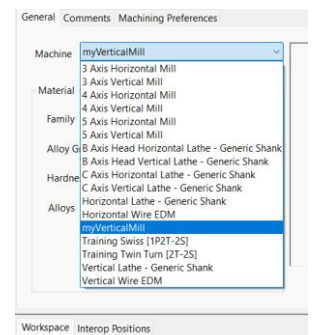 General Comments Machining Preferences
Machine myVerticalMill
3 Axis Horizontal Mill
3 Axis Vertical Mill
Material 4 Axis Horizontal Mill
4 Axis Vertical Mill
5 Axis Horizontal Mill
Family 5 Axis Vertical Mill
B Axis Head Horizontal Lathe - Generic Shank
Alloy G B Axis Head Vertical Lathe - Generic Shank
C Axis Horizontal Lathe - Generic Shank
Hardne C Axis Vertical Lathe - Generic Shank
Horizontal Lathe - Generic Shank
Alloys Horizontal Wire EDM
myVerticalMill
Training Swiss [1P2T-2S]
Training Twin Turn [2T-2S]
Vertical Lathe - Generic Shank
Vertical Wire EDM
Workspace Interop Positions